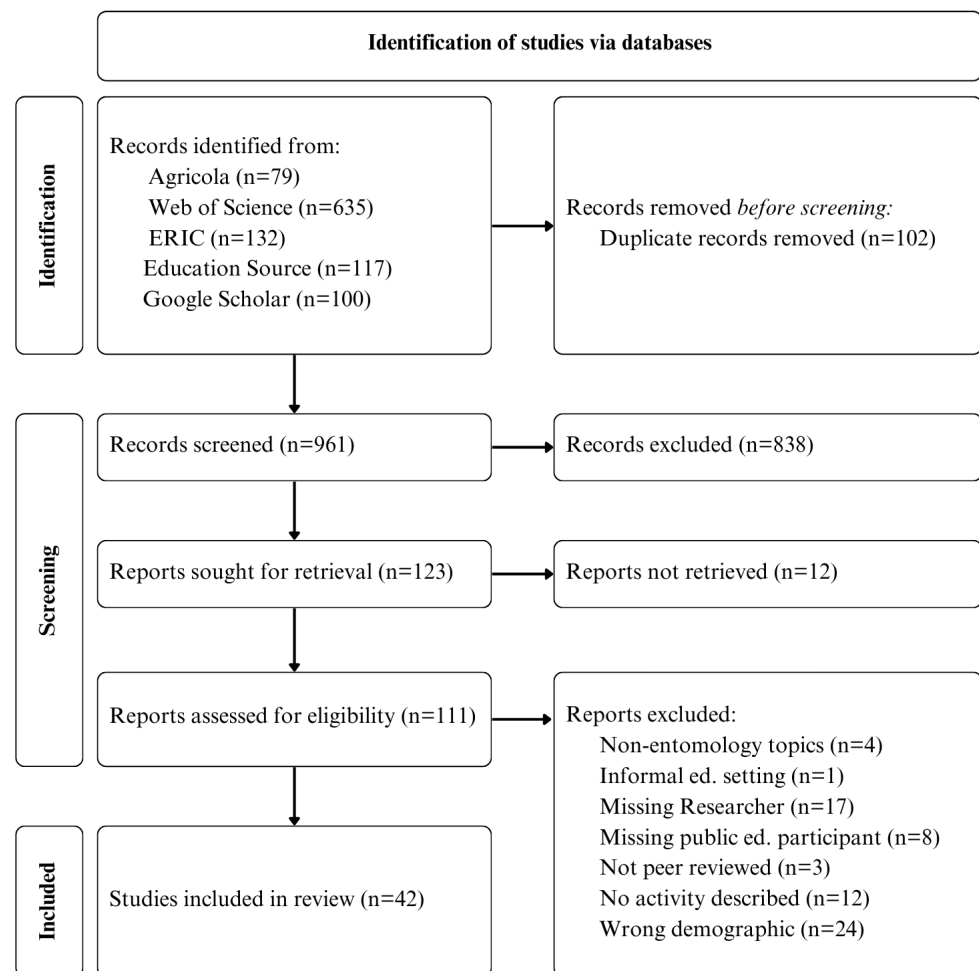 Identification of studies via databases
Identification
Records identified from:
Agricola (n=79)
Web of Science (n=635)
ERIC (n=132)
Education Source (n=117)
Google Scholar (n=100)
Records removed before screening:
Duplicate records removed (n=102)
Screening
Records screened (n=961)
Records excluded (n=838)
Reports sought for retrieval (n=123)
Reports not retrieved (n=12)
Reports assessed for eligibility (n=111)
Reports excluded:
Non-entomology topics (n=4)
Informal ed. setting (n=1)
Missing Researcher (n=17)
Missing public ed. participant (n=8)
Not peer reviewed (n=3)
No activity described (n=12)
Wrong demographic (n=24)
Included
Studies included in review (n=42)